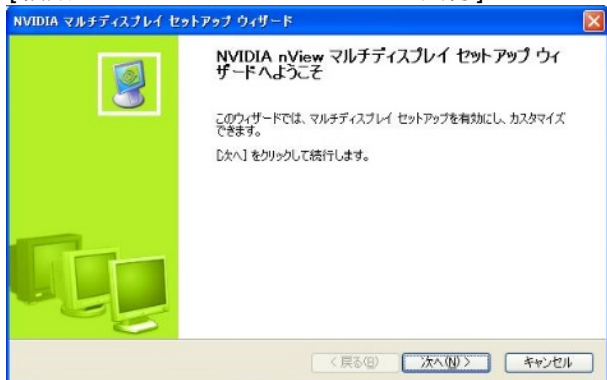 NVIDIA マルチディスプレイ セットアップ ウィザード
NVIDIA nView マルチディスプレイ セットアップ ウィ
ザードへようこそ
このウィザードでは、マルチディスプレイ セットアップを有効にし、カスタマイズ
できます。
[次へ] をクリックして続行します。
< 戻る(B)
次へ(N) >
キャンセル